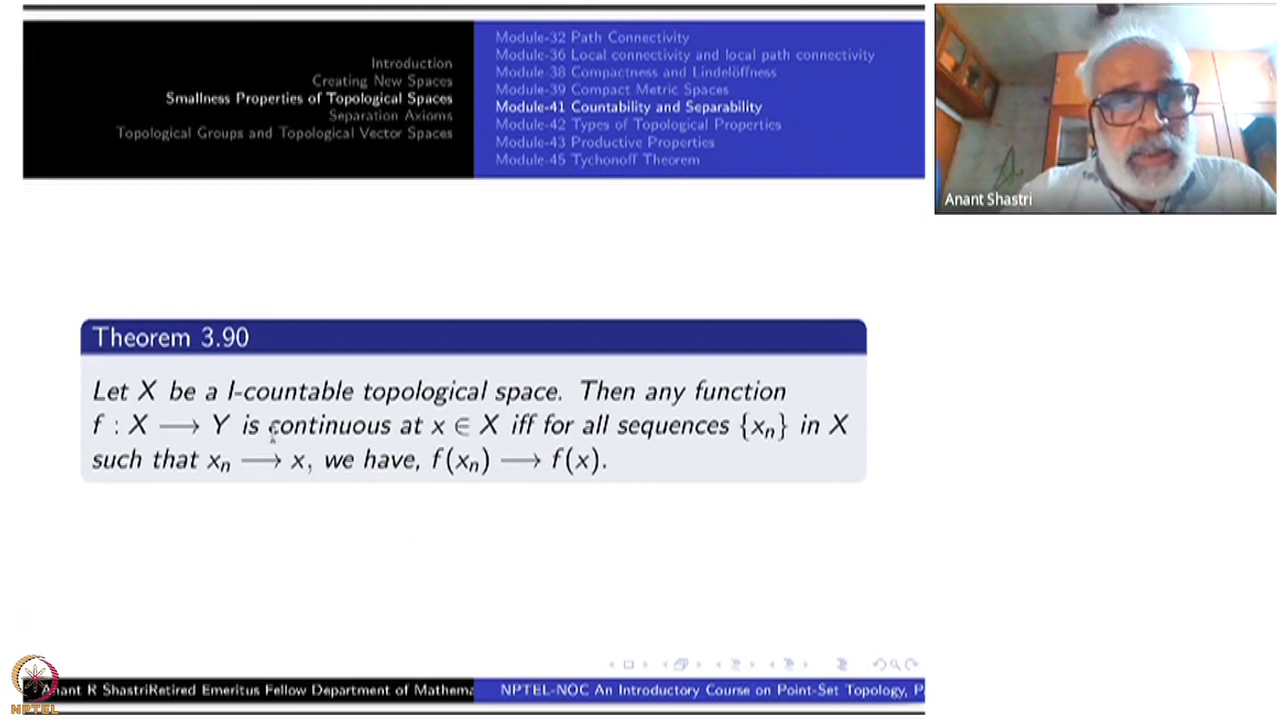 Introduction
Creating New Spaces
Smallness Properties of Topological Spaces
Separation Axioms
Topological Groups and Topological Vector Spaces
Module-32 Path Connectivity
Module-36 Local connectivity and local path connectivity
Module-38 Compactness and Lindelöffness
Module-39 Compact Metric Spaces
Module-41 Countability and Separability
Module-42 Types of Topological Properties
Module-43 Productive Properties
Module-45 Tychonoff Theorem
Anant Shastri
Theorem 3.90
Let X be a I-countable topological space. Then any function
f : X ⟶ Y is continuous at x ∈ X iff for all sequences {xₙ} in X
such that xₙ ⟶ x, we have, f(xₙ) ⟶ f(x).
NPTEL
Anant R ShastriRetired Emeritus Fellow Department of Mathema
NPTEL-NOC An Introductory Course on Point-Set Topology, P